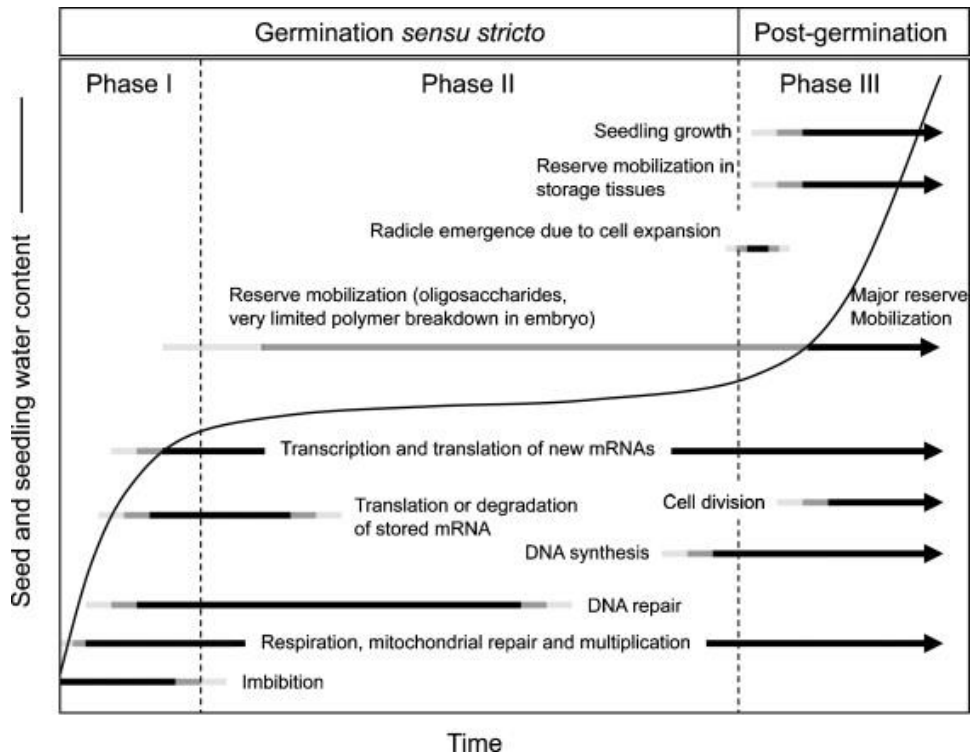 Germination sensu stricto
Post-germination
Phase I
Phase II
Phase III
Seedling growth
Reserve mobilization in
storage tissues
Radicle emergence due to cell expansion
Reserve mobilization (oligosaccharides,
very limited polymer breakdown in embryo)
Major reserve
Mobilization
Transcription and translation of new mRNAs
Translation or degradation
of stored mRNA
Cell division
DNA synthesis
DNA repair
Respiration, mitochondrial repair and multiplication
Imbibition
Seed and seedling water content
Time